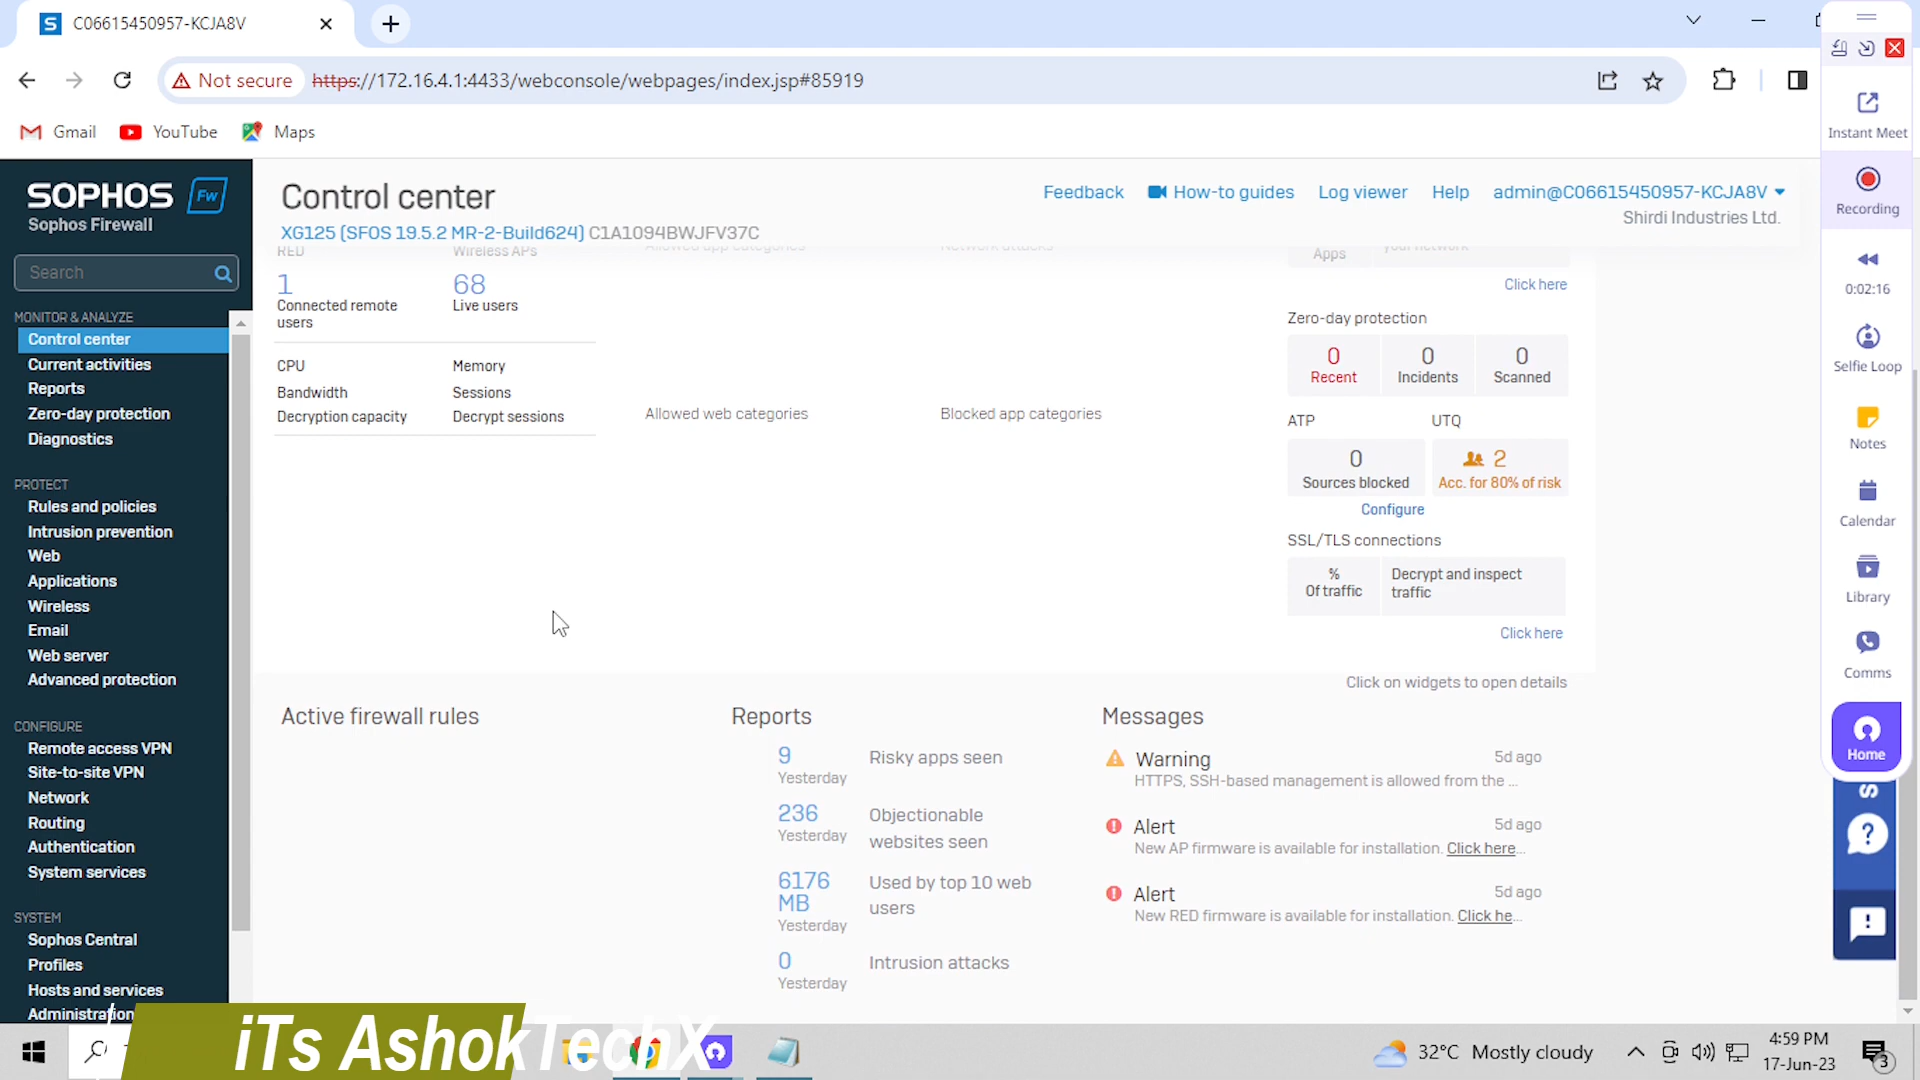 C06615450957-KCJA8V
Not secure
https://172.16.4.1:4433/webconsole/webpages/index.jsp#85919
Gmail
YouTube
Maps
SOPHOS Fw
Sophos Firewall
Search
MONITOR & ANALYZE
Control center
Current activities
Reports
Zero-day protection
Diagnostics
PROTECT
Rules and policies
Intrusion prevention
Web
Applications
Wireless
Email
Web server
Advanced protection
CONFIGURE
Remote access VPN
Site-to-site VPN
Network
Routing
Authentication
System services
SYSTEM
Sophos Central
Profiles
Hosts and services
Administration
Control center
XG125 (SFOS 19.5.2 MR-2-Build624) C1A1094BWJFV37C
Feedback
How-to guides
Log viewer
Help
admin@C06615450957-KCJA8V
Shirdi Industries Ltd.
RED
Wireless APs
Allowed app categories
Network attacks
Apps
your network
1
Connected remote
users
68
Live users
CPU
Memory
Bandwidth
Sessions
Decryption capacity
Decrypt sessions
Allowed web categories
Blocked app categories
Click here
Zero-day protection
0
Recent
0
Incidents
0
Scanned
ATP
UTQ
0
Sources blocked
2
Acc. for 80% of risk
Configure
SSL/TLS connections
%
Of traffic
Decrypt and inspect
traffic
Click here
Click on widgets to open details
Active firewall rules
Reports
9
Yesterday
Risky apps seen
236
Yesterday
Objectionable
websites seen
6176
MB
Yesterday
Used by top 10 web
users
0
Yesterday
Intrusion attacks
Messages
Warning
5d ago
HTTPS, SSH-based management is allowed from the ...
Alert
5d ago
New AP firmware is available for installation. Click here...
Alert
5d ago
New RED firmware is available for installation. Click he...
Instant Meet
Recording
0:02:16
Selfie Loop
Notes
Calendar
Library
Comms
Home
iTs AshokTechX
32°C Mostly cloudy
4:59 PM
17-Jun-23
3